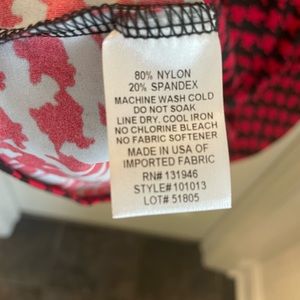 80% NYLON
20% SPANDEX
MACHINE WASH COLD
DO NOT SOAK
LINE DRY. COOL IRON
NO CHLORINE BLEACH
NO FABRIC SOFTENER
MADE IN USA OF
IMPORTED FABRIC
RN# 131946
STYLE# 101013
LOT# 51805